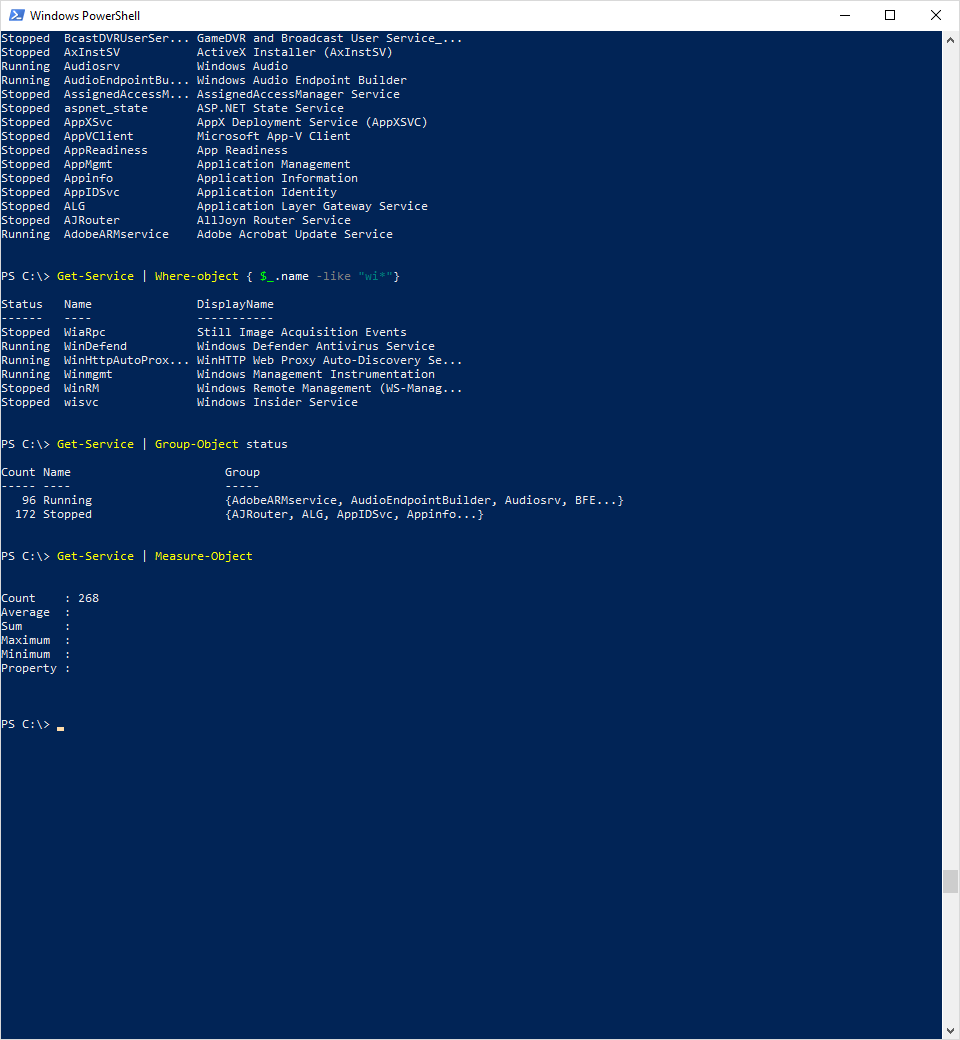 Windows PowerShell
Stopped  BcastDVRUserSer... GameDVR and Broadcast User Service_...
Stopped  AxInstSV           ActiveX Installer (AxInstSV)
Running  Audiosrv           Windows Audio
Running  AudioEndpointBu... Windows Audio Endpoint Builder
Stopped  AssignedAccessM... AssignedAccessManager Service
Stopped  aspnet_state       ASP.NET State Service
Stopped  AppXSvc            AppX Deployment Service (AppXSVC)
Stopped  AppVClient         Microsoft App-V Client
Stopped  AppReadiness       App Readiness
Stopped  AppMgmt            Application Management
Stopped  Appinfo            Application Information
Stopped  AppIDSvc           Application Identity
Stopped  ALG                Application Layer Gateway Service
Stopped  AJRouter           AllJoyn Router Service
Running  AdobeARMservice    Adobe Acrobat Update Service
PS C:\> Get-Service | Where-object { $_.name -like "wi*"}
Status   Name               DisplayName
------   ----               -----------
Stopped  WiaRpc             Still Image Acquisition Events
Running  WinDefend          Windows Defender Antivirus Service
Running  WinHttpAutoProx... WinHTTP Web Proxy Auto-Discovery Se...
Running  Winmgmt            Windows Management Instrumentation
Stopped  WinRM              Windows Remote Management (WS-Manag...
Stopped  wisvc              Windows Insider Service
PS C:\> Get-Service | Group-Object status
Count Name                      Group
----- ----                      -----
   96 Running                   {AdobeARMservice, AudioEndpointBuilder, Audiosrv, BFE...}
  172 Stopped                   {AJRouter, ALG, AppIDSvc, Appinfo...}
PS C:\> Get-Service | Measure-Object
Count    : 268
Average  :
Sum      :
Maximum  :
Minimum  :
Property :
PS C:\>